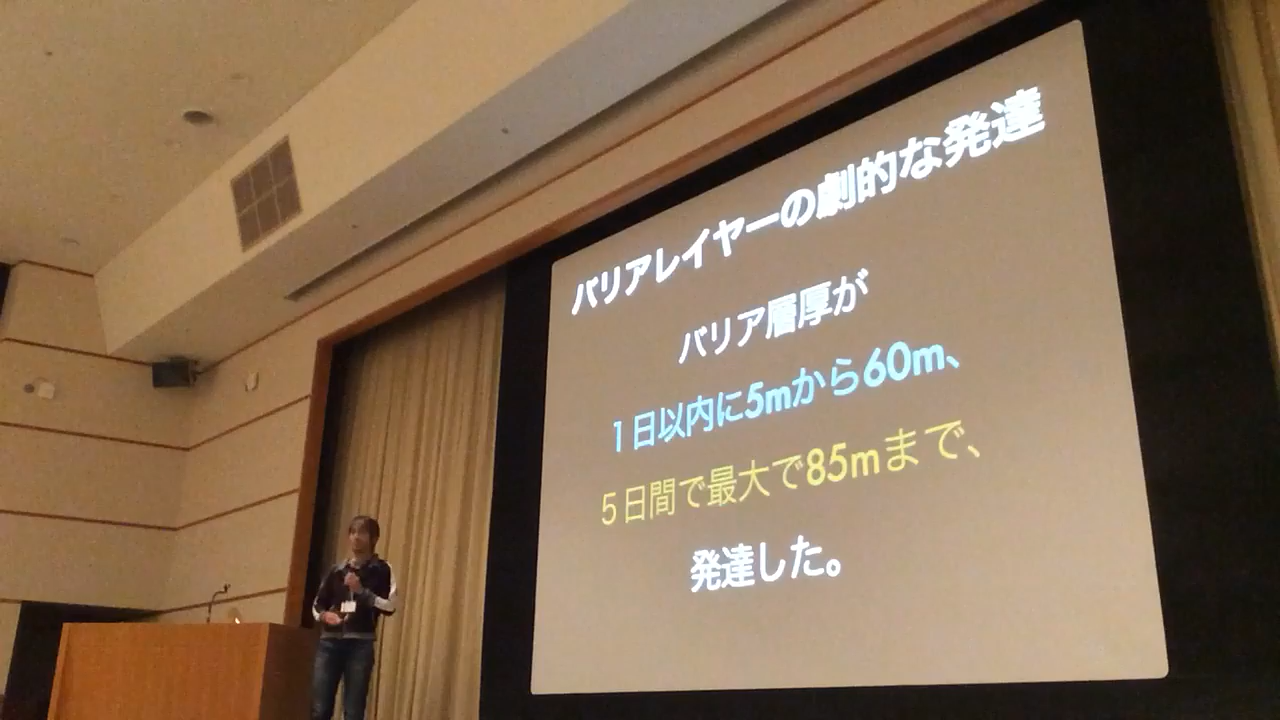 バリアレイヤーの劇的な発達
バリア層厚が
1日以内に5mから60m、
5日間で最大で85mまで、
発達した。